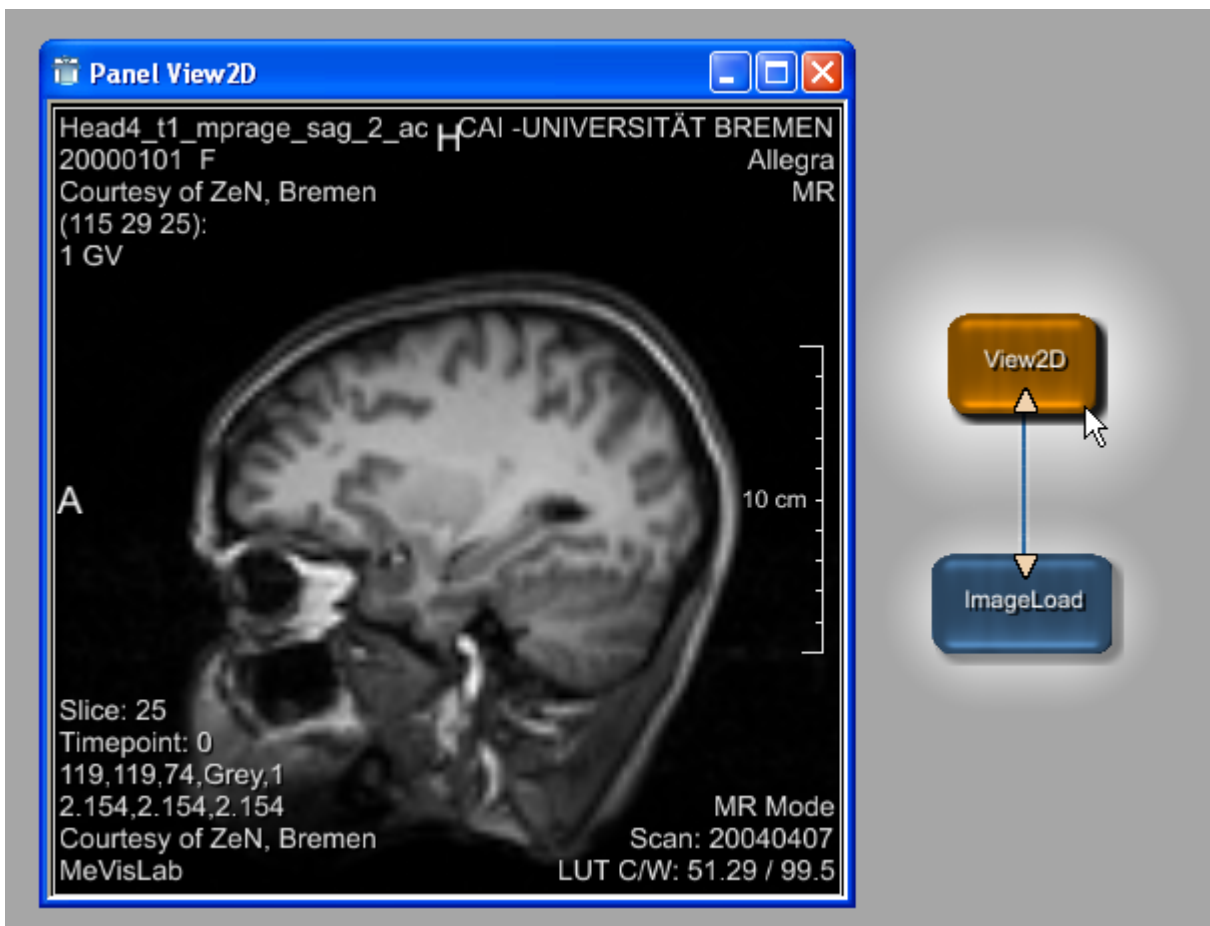 Panel View2D
Head4_t1_mprage_sag_2_ac
H
CAI -UNIVERSITÄT BREMEN
20000101 F
Allegra
Courtesy of ZeN, Bremen
MR
(115 29 25):
1 GV
View2D
A
10 cm
ImageLoad
Slice: 25
Timepoint: 0
119,119,74,Grey,1
2.154,2.154,2.154
MR Mode
Courtesy of ZeN, Bremen
Scan: 20040407
MeVisLab
LUT C/W: 51.29 / 99.5